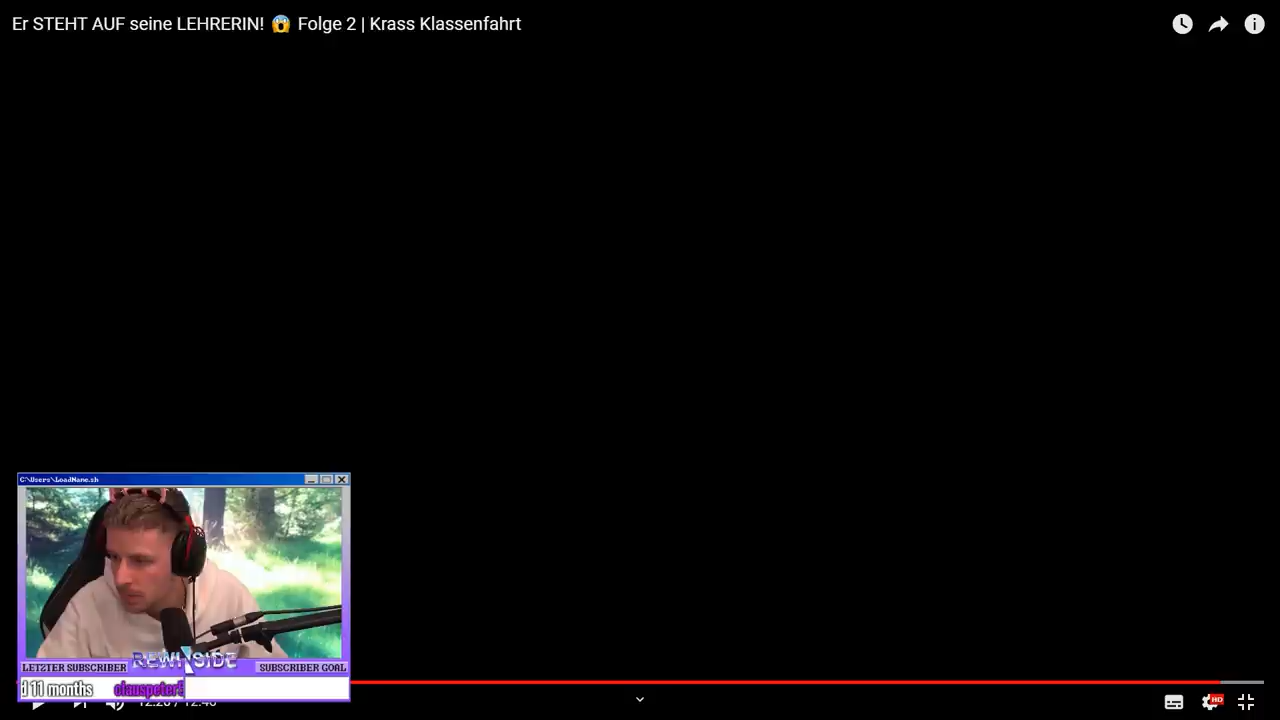 Er STEHT AUF seine LEHRERIN! 😱 Folge 2 | Krass Klassenfahrt
C:\Users\LoadName.sh
REWINSIDE
LETZTER SUBSCRIBER
SUBSCRIBER GOAL
d 11 months
HD